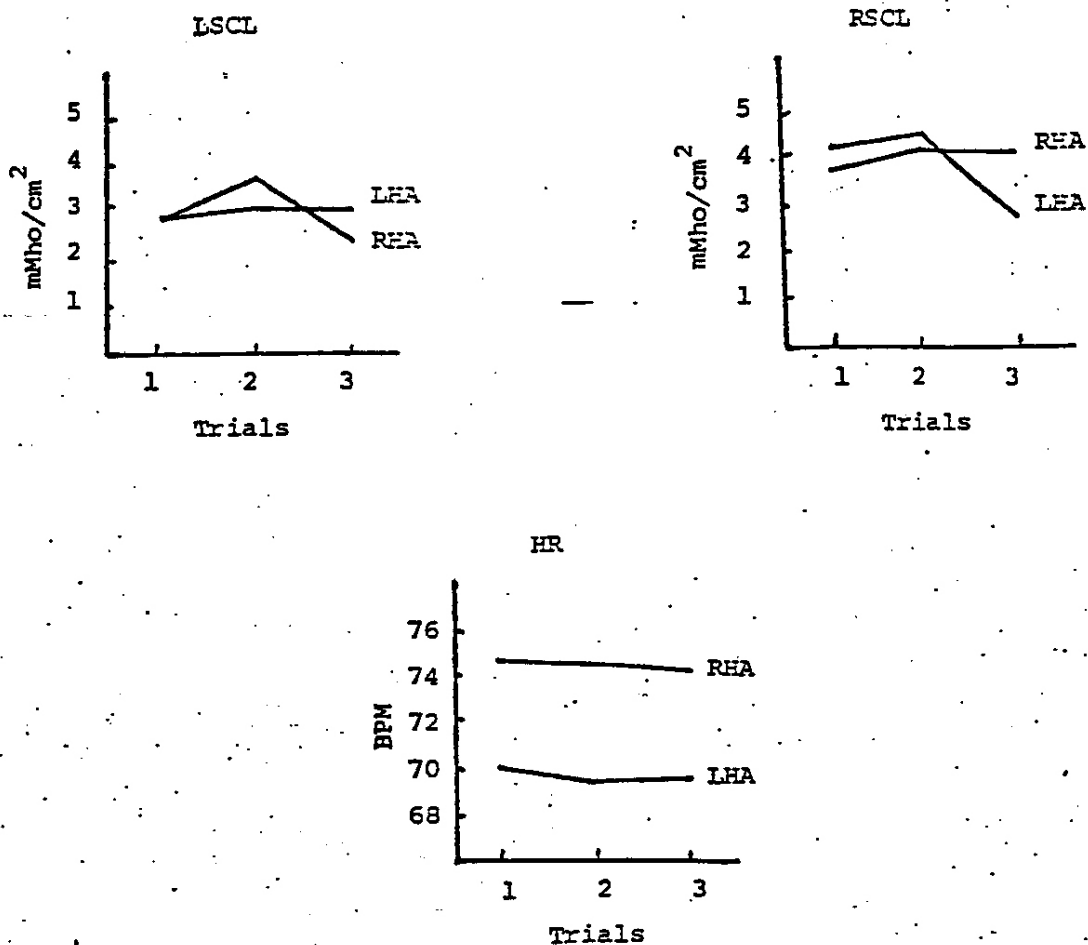 LSCL
5
4
3
2
1
mMho/cm²
LHA
RHA
1 2 3
Trials
RSCL
5
4
3
2
1
mMho/cm²
RHA
LHA
1 2 3
Trials
HR
76
74
72
70
68
BPM
RHA
LHA
1 2 3
Trials